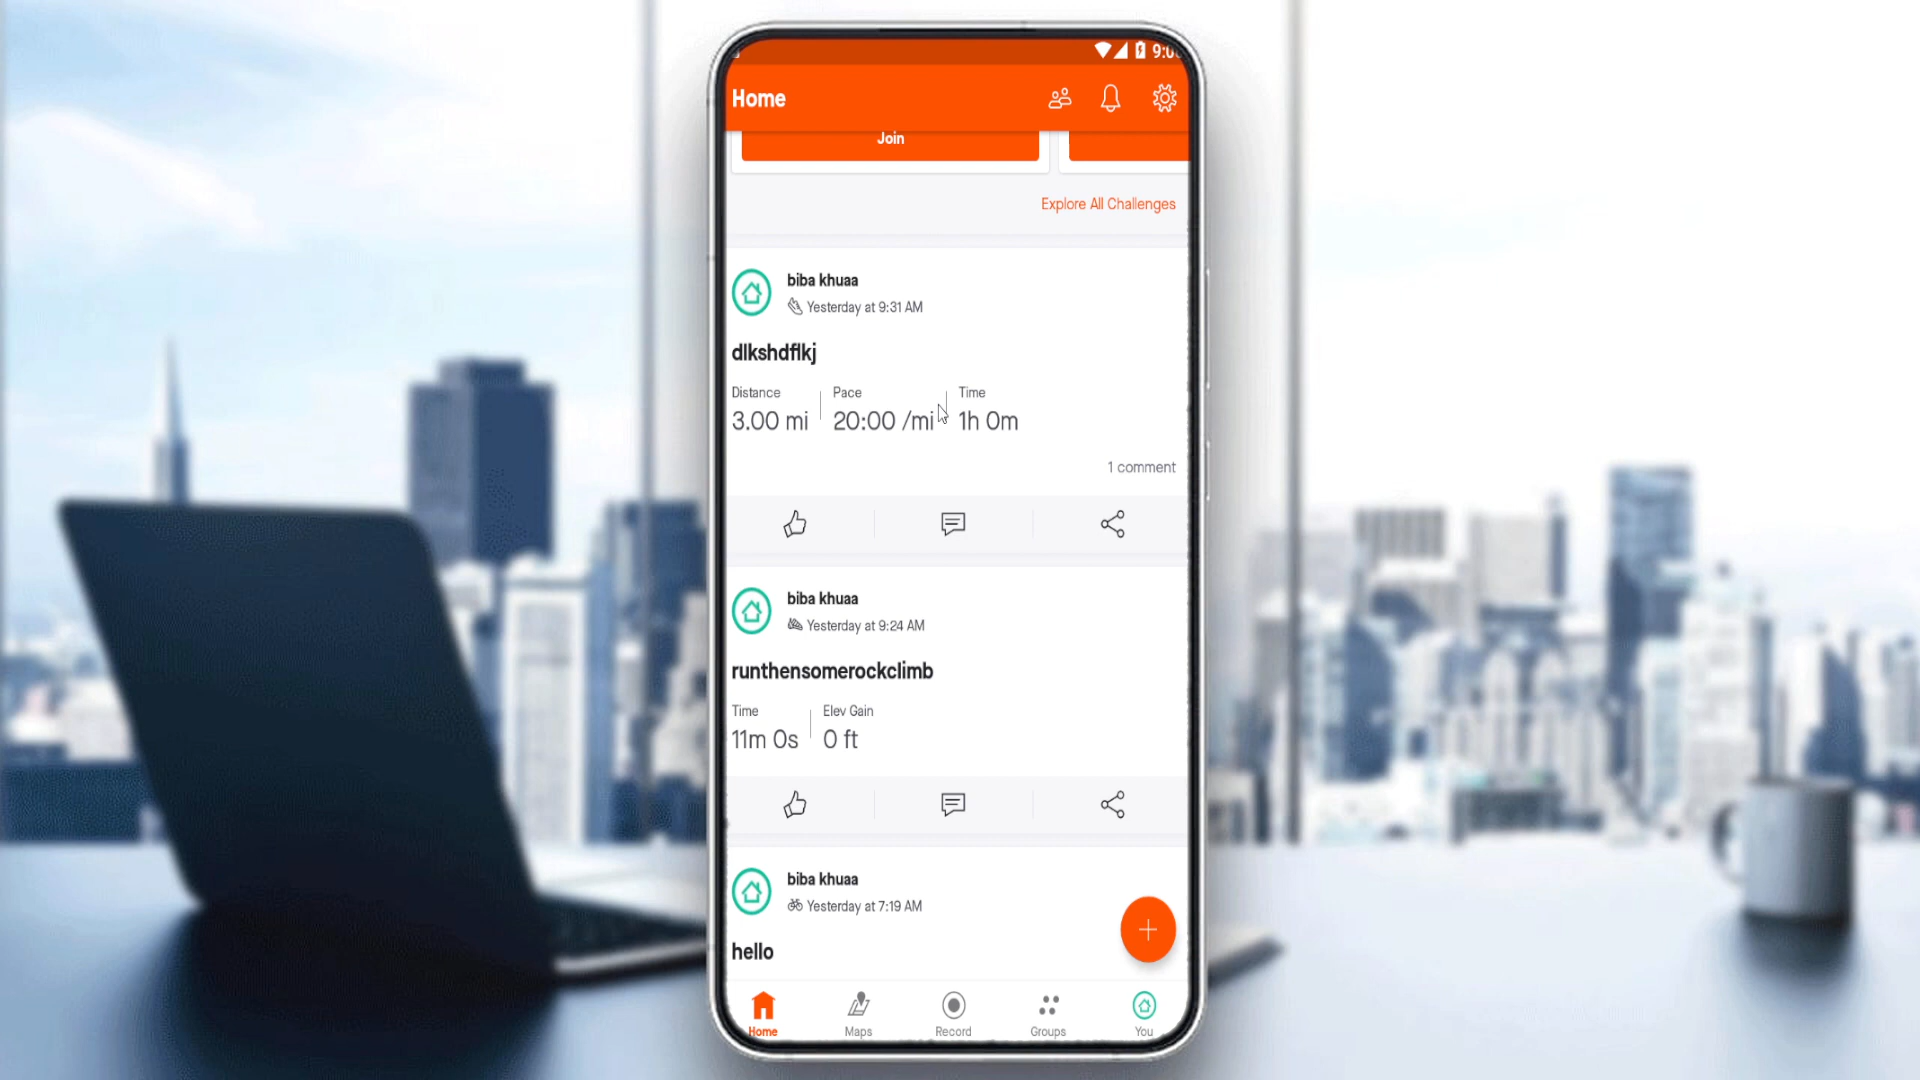 Home
Join
Explore All Challenges
biba khuaa
Yesterday at 9:31 AM
dlkshdflkj
Distance Pace Time
3.00 mi 20:00 /mi 1h 0m
1 comment
biba khuaa
Yesterday at 9:24 AM
runthensomerockclimb
Time Elev Gain
11m 0s 0 ft
biba khuaa
Yesterday at 7:19 AM
hello
Home Maps Record Groups You